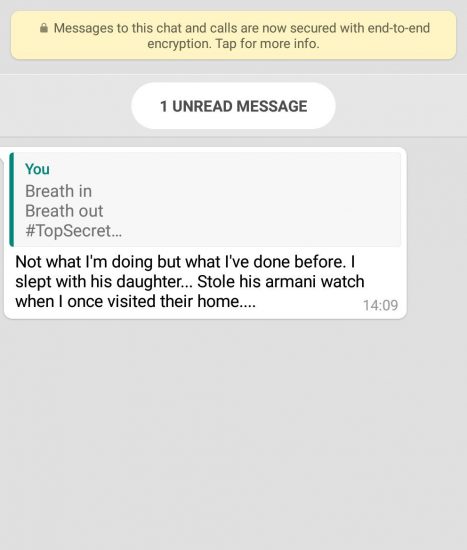 Messages to this chat and calls are now secured with end-to-end
encryption. Tap for more info.
1 UNREAD MESSAGE
You
Breath in
Breath out
#TopSecret...
Not what I'm doing but what I've done before. I
slept with his daughter... Stole his armani watch
when I once visited their home....
14:09